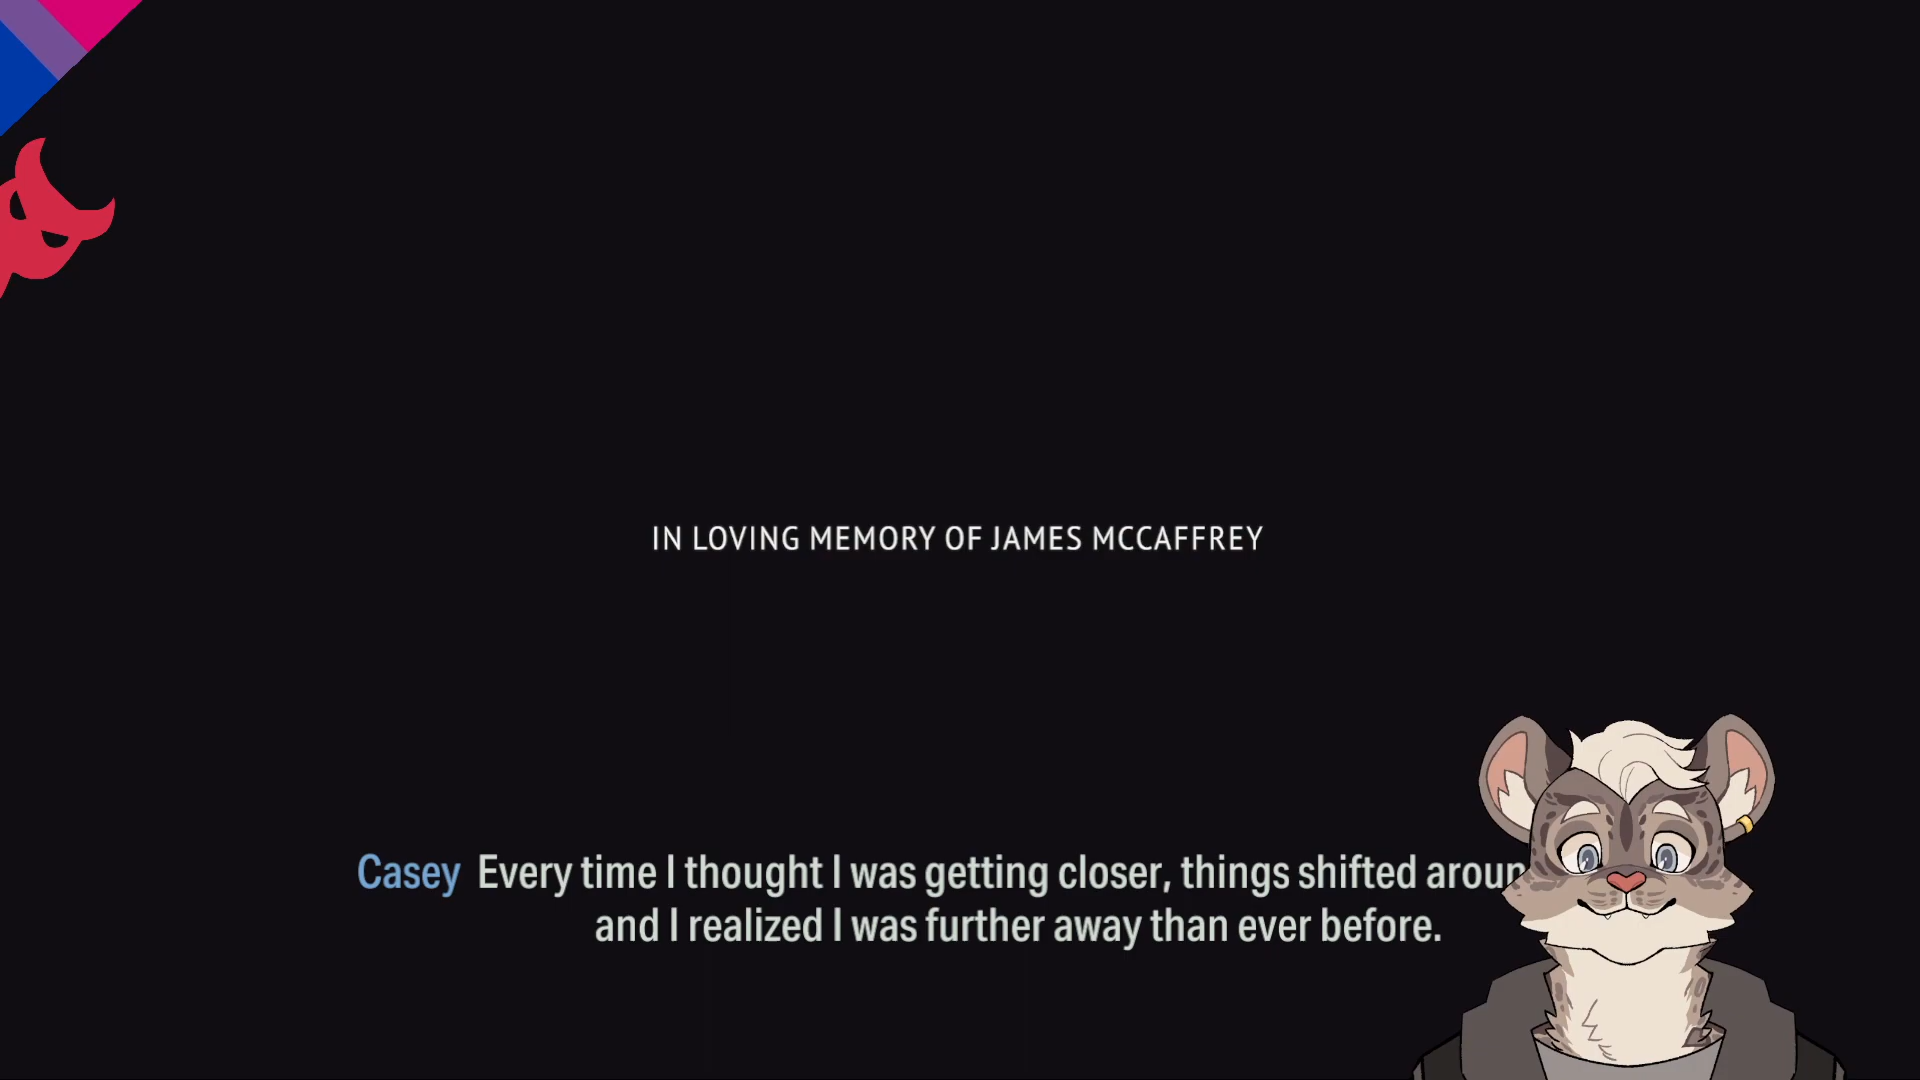 IN LOVING MEMORY OF JAMES MCCAFFREY
Casey Every time I thought I was getting closer, things shifted aroun
and I realized I was further away than ever before.